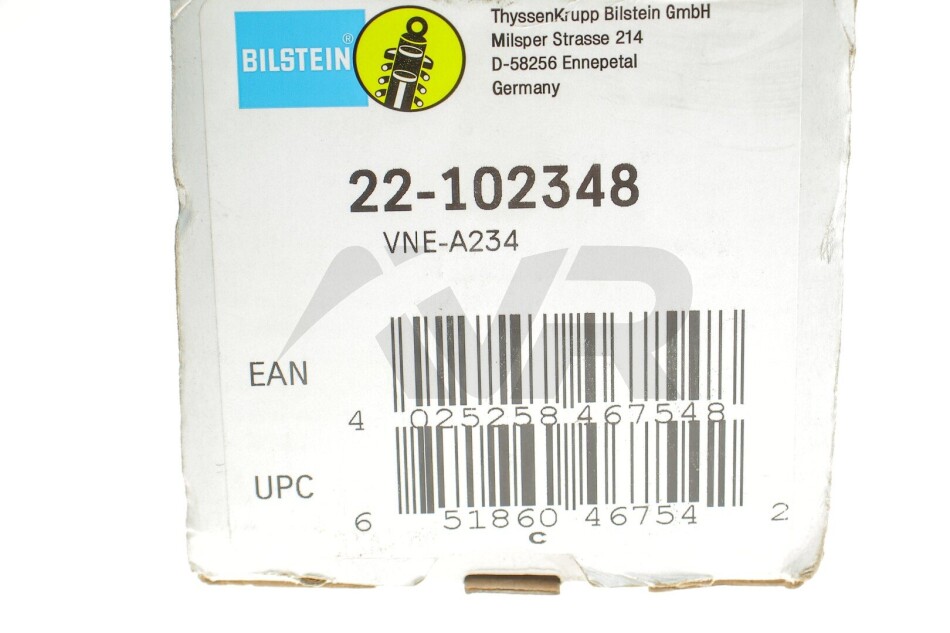 BILSTEIN®
ThyssenKrupp Bilstein GmbH
Milsper Strasse 214
D-58256 Ennepetal
Germany
22-102348
VNE-A234
VR
EAN
4 025258 467548
UPC
6 51860 46754 2
C